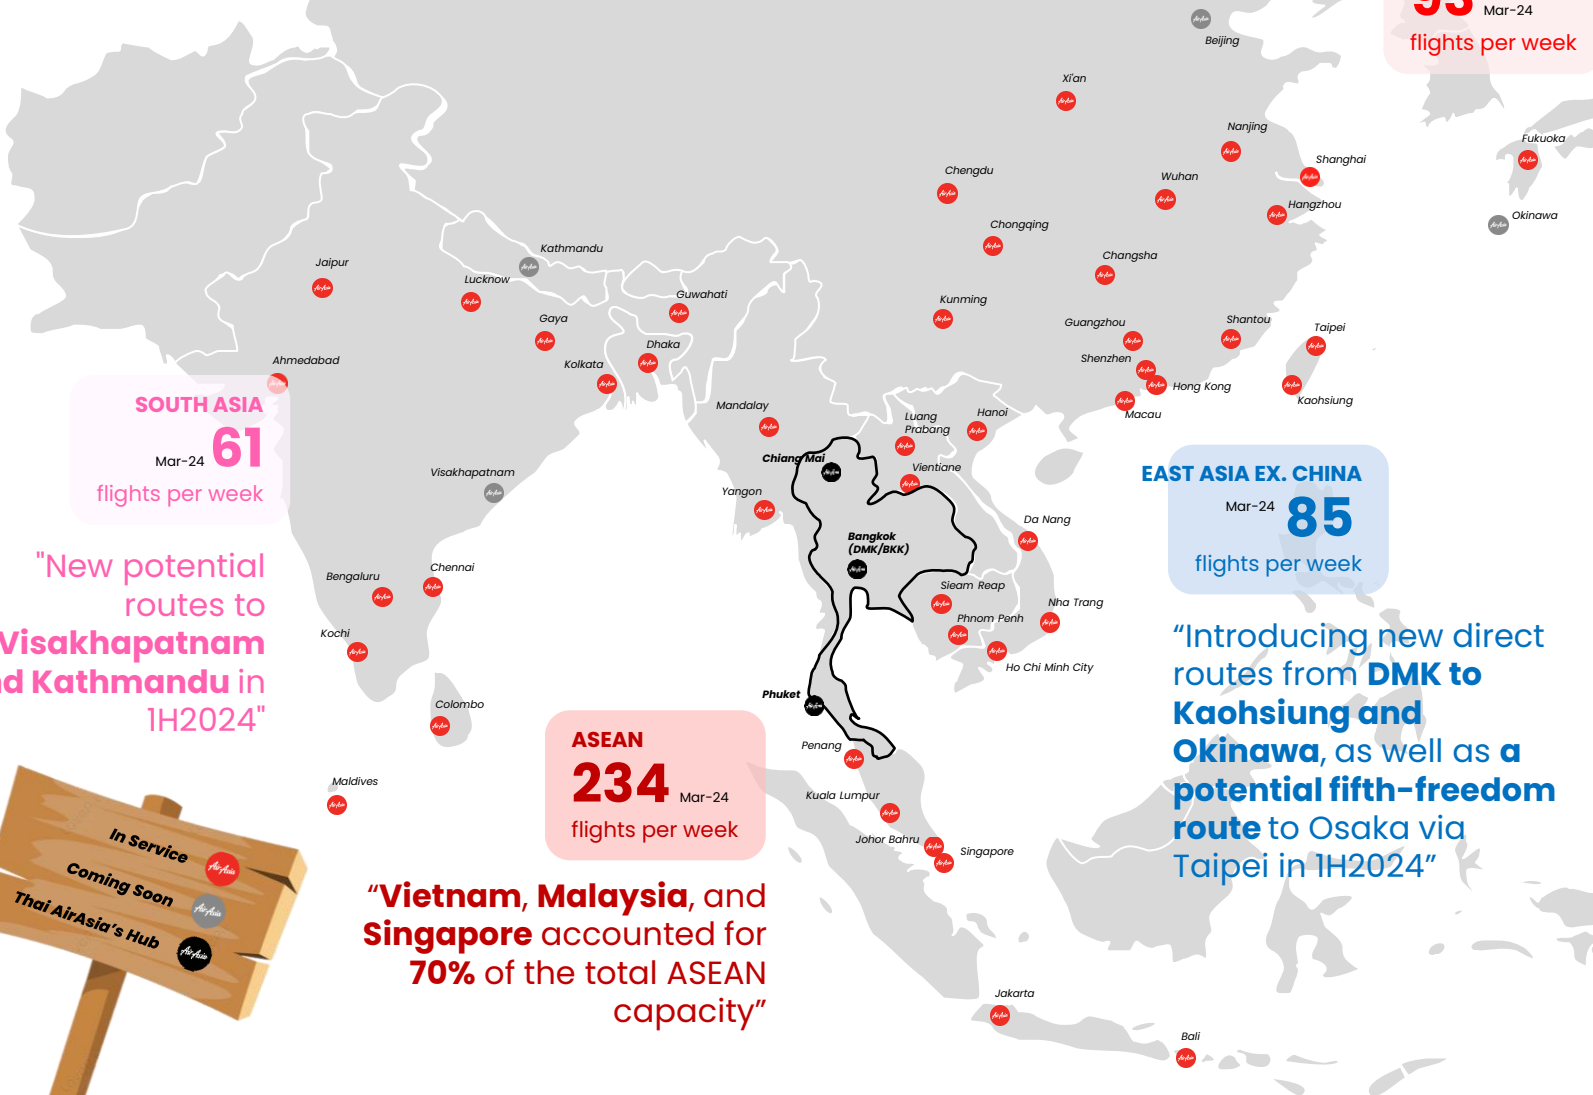 93 Mar-24
flights per week
Beijing
Xi'an
Nanjing
Fukuoka
Shanghai
Chengdu
Wuhan
Hangzhou
Okinawa
Chongqing
Kathmandu
Changsha
Jaipur
Lucknow
Guwahati
Kunming
Gaya
Guangzhou
Shantou
Taipei
Dhaka
Shenzhen
Ahmedabad
Kolkata
Hong Kong
Kaohsiung
Macau
Mandalay
Luang
Prabang
Hanoi
SOUTH ASIA
Mar-24 61
flights per week
Chiang Mai
Vientiane
Visakhapatnam
Yangon
EAST ASIA EX. CHINA
Mar-24 85
flights per week
Da Nang
Bangkok
(DMK/BKK)
"New potential
routes to
Visakhapatnam
nd Kathmandu in
1H2024"
Bengaluru
Chennai
Sieam Reap
Nha Trang
Phnom Penh
Kochi
Ho Chi Minh City
“Introducing new direct
routes from DMK to
Kaohsiung and
Okinawa, as well as a
potential fifth-freedom
route to Osaka via
Taipei in 1H2024”
Colombo
Phuket
Penang
ASEAN
234 Mar-24
flights per week
Maldives
Kuala Lumpur
Johor Bahru
Singapore
In Service AirAsia
Coming Soon AirAsia
Thai AirAsia’s Hub AirAsia
“Vietnam, Malaysia, and
Singapore accounted for
70% of the total ASEAN
capacity”
Jakarta
Bali